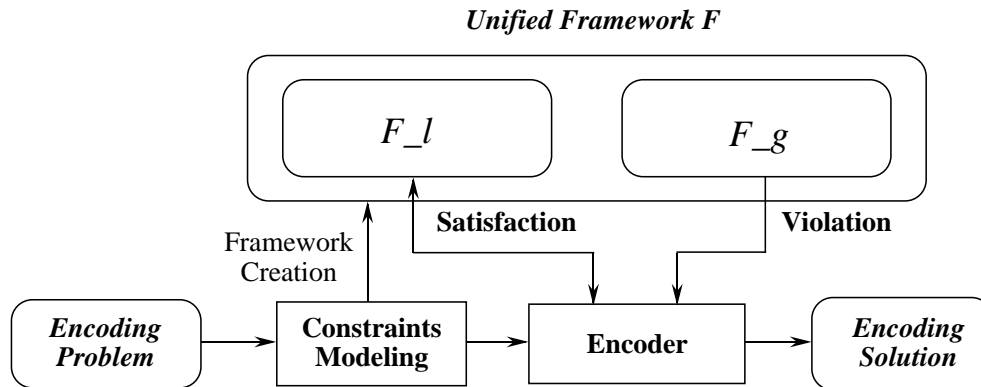 Unified Framework F
F_l
F_g
Satisfaction
Violation
Framework
Creation
Encoding
Problem
Constraints
Modeling
Encoder
Encoding
Solution